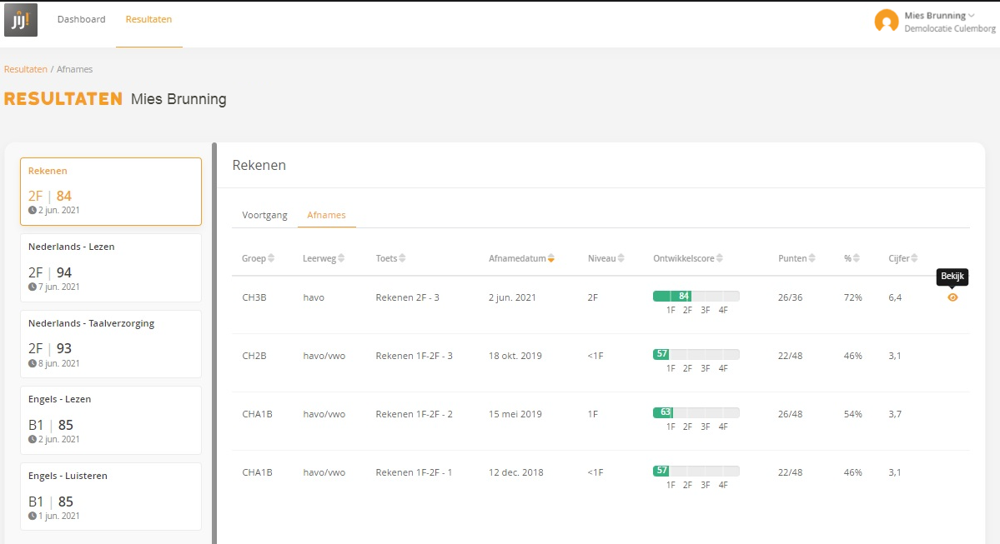 jij!
Dashboard Resultaten
Mies Brunning
Demolocatie Culemborg
Resultaten / Afnames
RESULTATEN Mies Brunning
Rekenen
2F | 84
2 jun. 2021
Nederlands - Lezen
2F | 94
7 jun. 2021
Nederlands - Taalverzorging
2F | 93
8 jun. 2021
Engels - Lezen
B1 | 85
2 jun. 2021
Engels - Luisteren
B1 | 85
1 jun. 2021
Rekenen
Voortgang Afnames
Groep Leerweg Toets Afnamedatum Niveau Ontwikkelscore Punten % Cijfer
Bekijk
CH3B havo Rekenen 2F - 3 2 jun. 2021 2F 84 26/36 72% 6,4
1F 2F 3F 4F
CH2B havo/vwo Rekenen 1F-2F - 3 18 okt. 2019 <1F 57 22/48 46% 3,1
1F 2F 3F 4F
CHA1B havo/vwo Rekenen 1F-2F - 2 15 mei 2019 1F 63 26/48 54% 3,7
1F 2F 3F 4F
CHA1B havo/vwo Rekenen 1F-2F - 1 12 dec. 2018 <1F 57 22/48 46% 3,1
1F 2F 3F 4F